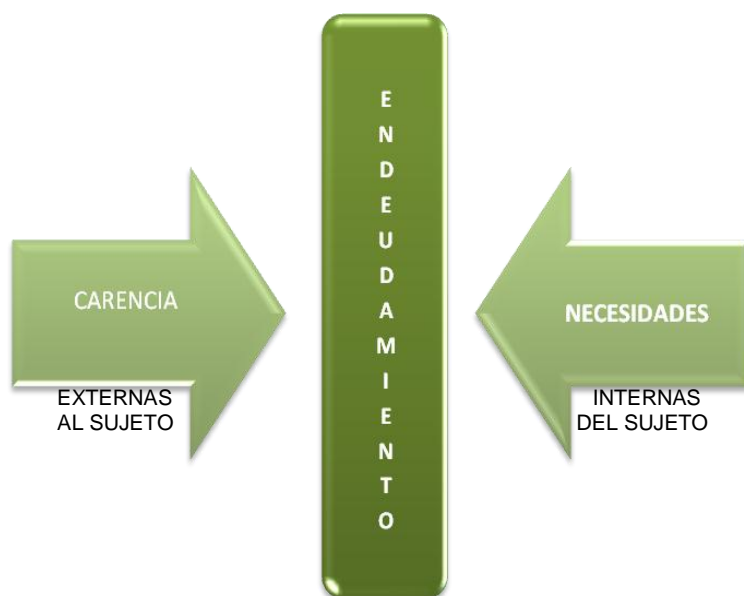 CARENCIA
EXTERNAS
AL SUJETO
E
N
D
E
U
D
A
M
I
E
N
T
O
NECESIDADES
INTERNAS
DEL SUJETO